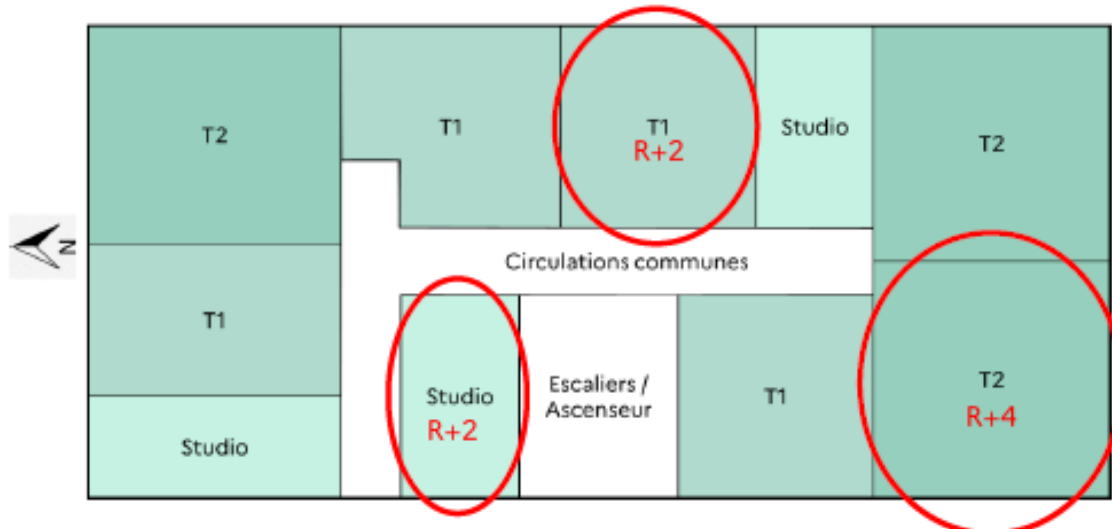 T2
T1
T1
R+2
Studio
T2
N
Circulations communes
T1
Studio
R+2
Escaliers /
Ascenseur
T1
T2
R+4
Studio